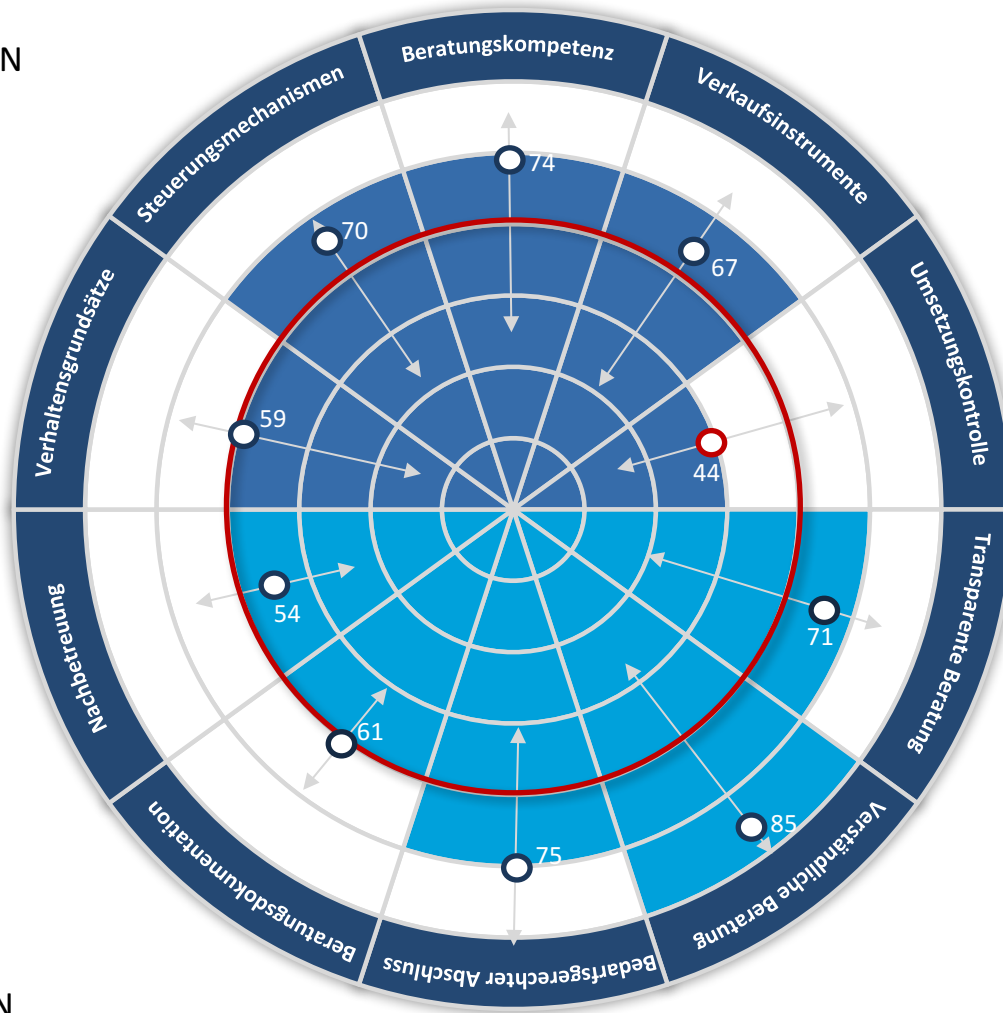 N
Beratungskompetenz
Verkaufsinstrumente
Umsetzungskontrolle
Transparente Beratung
Verständliche Beratung
Bedarfsgerechter Abschluss
Beratungsdokumentation
Nachbetreuung
Verhaltensgrundsätze
Steuerungsmechanismen
74
67
44
71
85
75
61
54
59
70
N